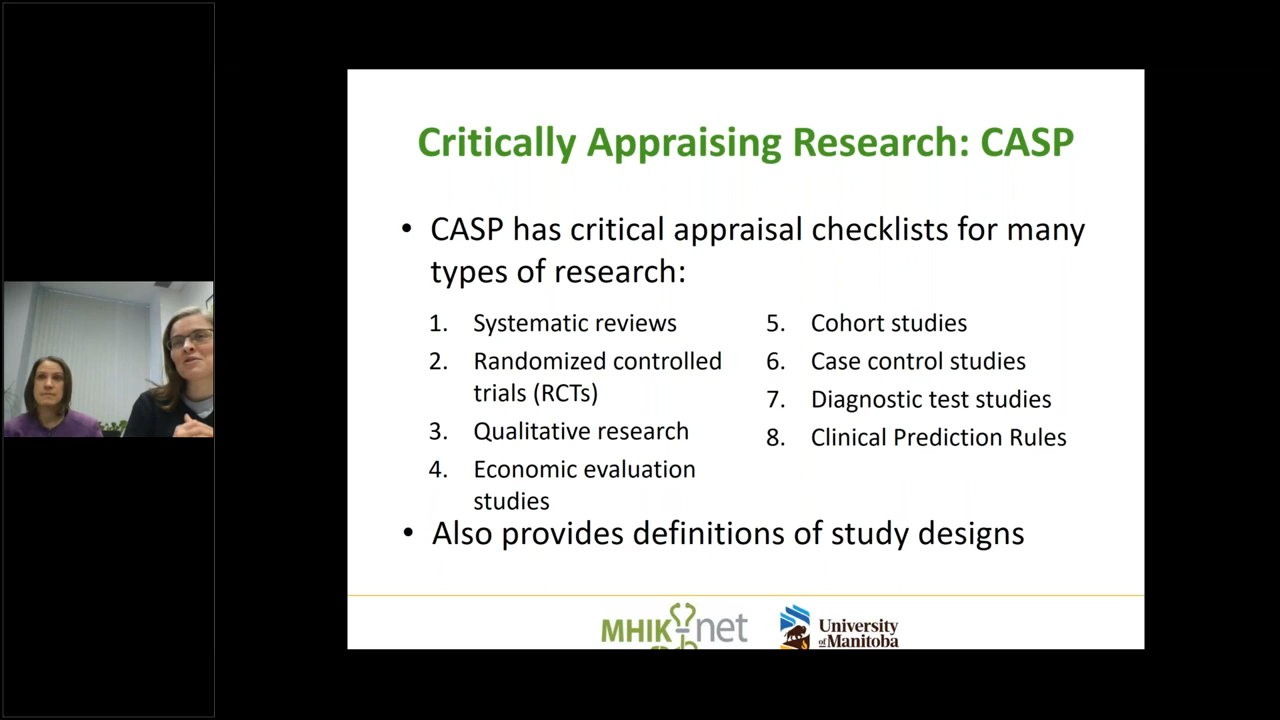 Critically Appraising Research: CASP
• CASP has critical appraisal checklists for many
types of research:
1. Systematic reviews
2. Randomized controlled
trials (RCTs)
3. Qualitative research
4. Economic evaluation
studies
5. Cohort studies
6. Case control studies
7. Diagnostic test studies
8. Clinical Prediction Rules
• Also provides definitions of study designs
MHIKnet
University
of Manitoba